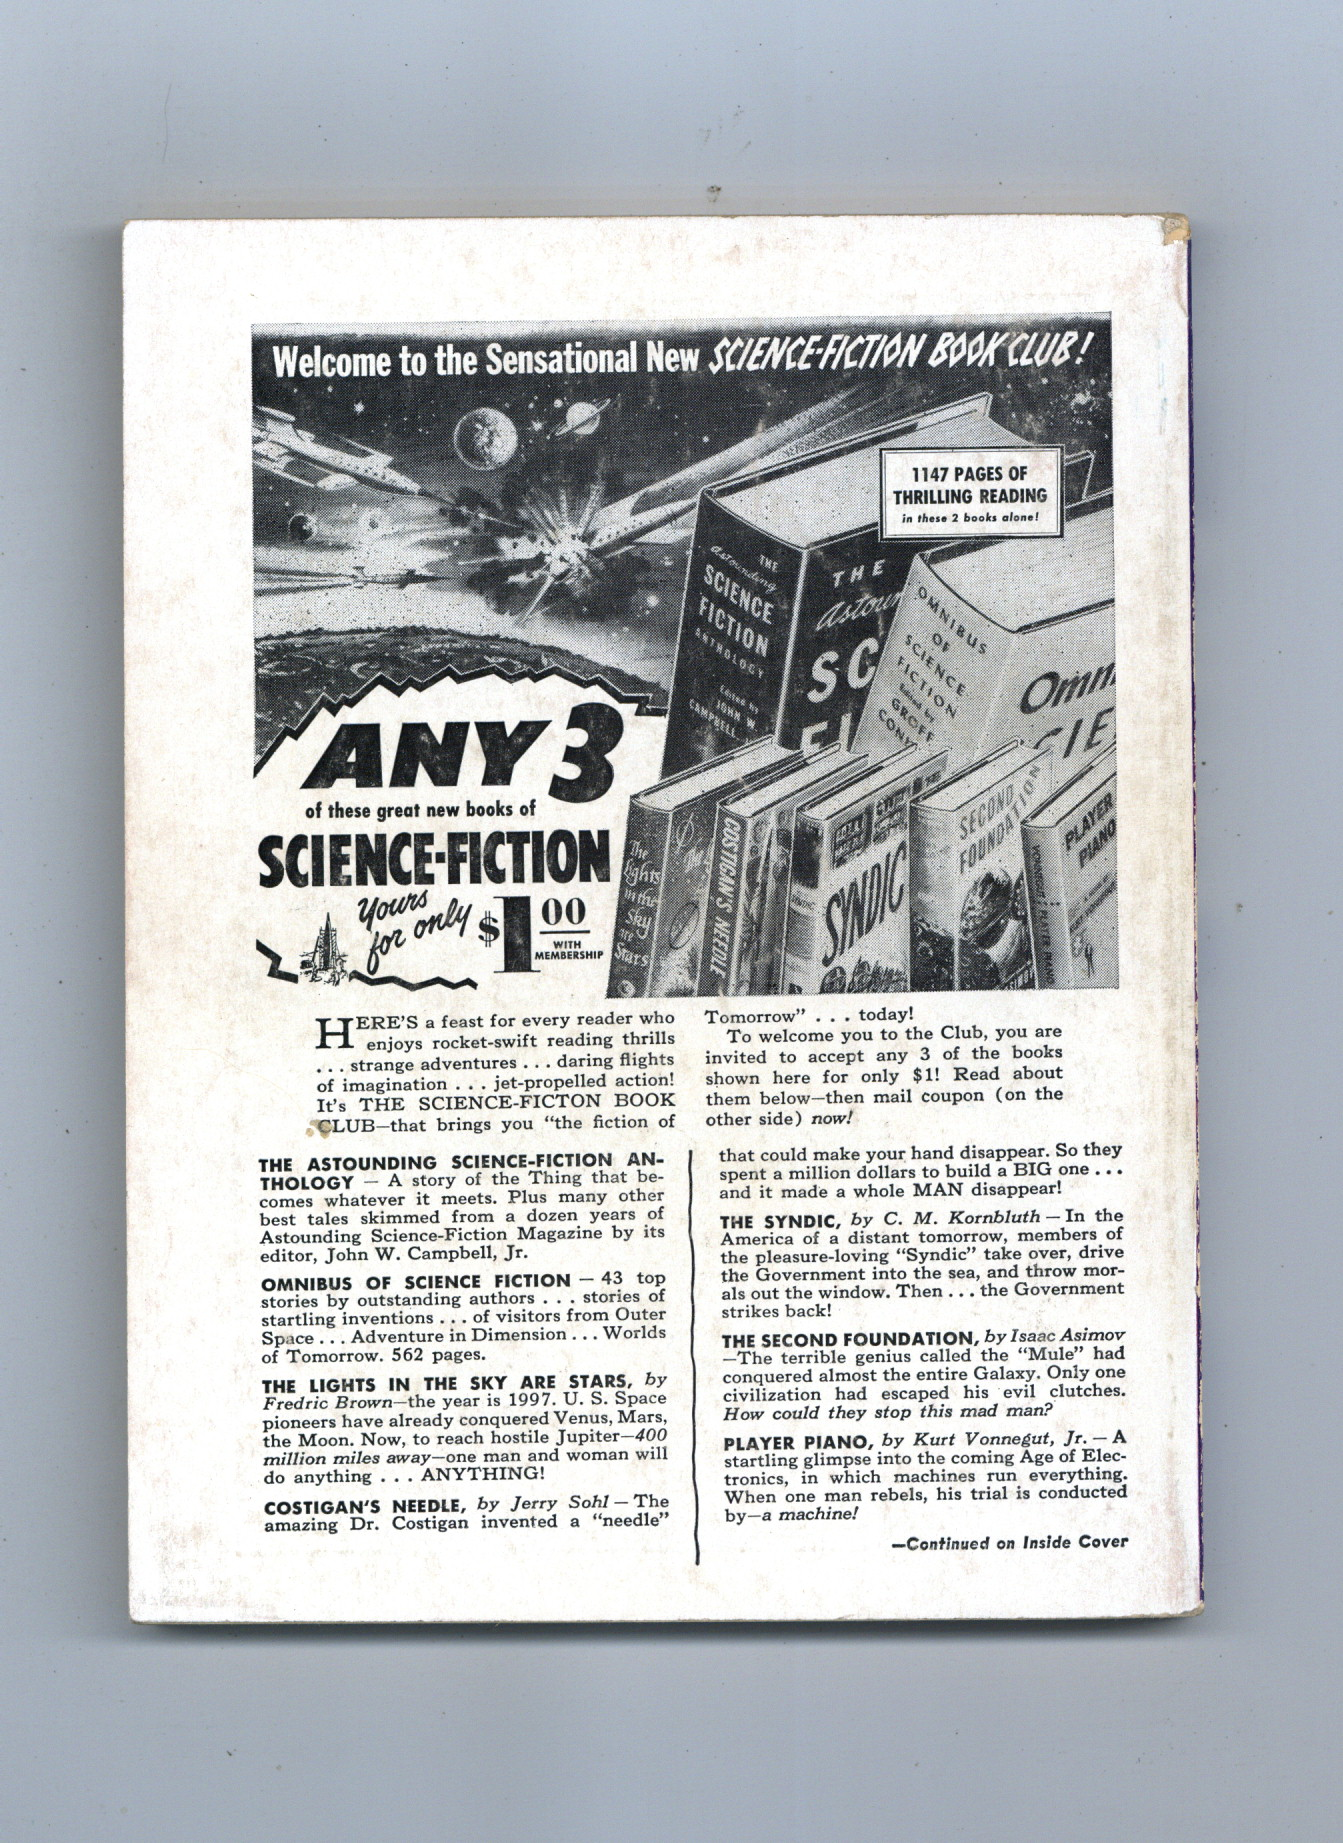 Welcome to the Sensational New SCIENCE-FICTION BOOK CLUB!
1147 PAGES OF
THRILLING READING
in these 2 books alone!
THE
Astounding
SCIENCE
FICTION
ANTHOLOGY
Edited by
JOHN W.
CAMPBELL
THE
Astoun
SC
FI
OMNIBUS
OF
SCIENCE
FICTION
Edited by
GROFF
CON
Omn
SCIE
ANY 3
of these great new books of
SCIENCE-FICTION
Yours
for only
$1.00
WITH
MEMBERSHIP
The
Lights
in the
Sky
are
Stars
The
COSTIGAN'S NEEDLE
SYNDIC
SECOND
FOUNDATION
PLAYER
PIANO
VONNEGUT PLAYER PIANO
HERE'S a feast for every reader who
enjoys rocket-swift reading thrills
. . . strange adventures . . . daring flights
of imagination . . . jet-propelled action!
It's THE SCIENCE-FICTON BOOK
CLUB—that brings you "the fiction of
Tomorrow" . . . today!
To welcome you to the Club, you are
invited to accept any 3 of the books
shown here for only $1! Read about
them below—then mail coupon (on the
other side) now!
THE ASTOUNDING SCIENCE-FICTION AN-
THOLOGY — A story of the Thing that be-
comes whatever it meets. Plus many other
best tales skimmed from a dozen years of
Astounding Science-Fiction Magazine by its
editor, John W. Campbell, Jr.
OMNIBUS OF SCIENCE FICTION — 43 top
stories by outstanding authors . . . stories of
startling inventions . . . of visitors from Outer
Space . . . Adventure in Dimension . . . Worlds
of Tomorrow. 562 pages.
THE LIGHTS IN THE SKY ARE STARS, by
Fredric Brown—the year is 1997. U. S. Space
pioneers have already conquered Venus, Mars,
the Moon. Now, to reach hostile Jupiter—400
million miles away—one man and woman will
do anything . . . ANYTHING!
COSTIGAN'S NEEDLE, by Jerry Sohl — The
amazing Dr. Costigan invented a "needle"
that could make your hand disappear. So they
spent a million dollars to build a BIG one . . .
and it made a whole MAN disappear!
THE SYNDIC, by C. M. Kornbluth — In the
America of a distant tomorrow, members of
the pleasure-loving "Syndic" take over, drive
the Government into the sea, and throw mor-
als out the window. Then . . . the Government
strikes back!
THE SECOND FOUNDATION, by Isaac Asimov
—The terrible genius called the "Mule" had
conquered almost the entire Galaxy. Only one
civilization had escaped his evil clutches.
How could they stop this mad man?
PLAYER PIANO, by Kurt Vonnegut, Jr. — A
startling glimpse into the coming Age of Elec-
tronics, in which machines run everything.
When one man rebels, his trial is conducted
by—a machine!
—Continued on Inside Cover